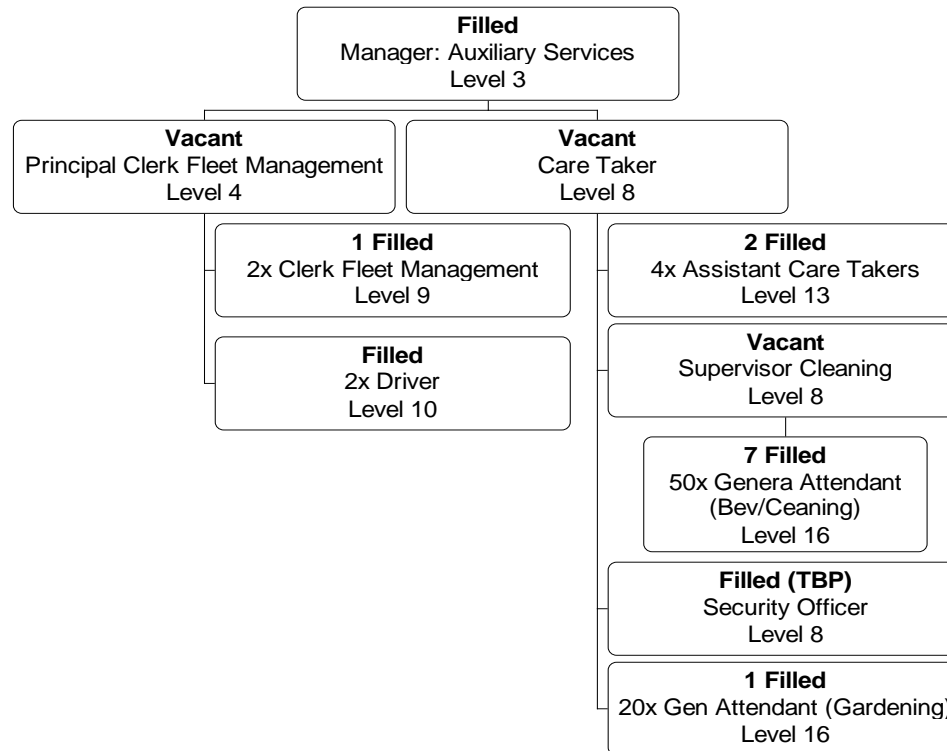 Filled
Manager: Auxiliary Services
Level 3
Vacant
Principal Clerk Fleet Management
Level 4
Vacant
Care Taker
Level 8
1 Filled
2x Clerk Fleet Management
Level 9
Filled
2x Driver
Level 10
2 Filled
4x Assistant Care Takers
Level 13
Vacant
Supervisor Cleaning
Level 8
7 Filled
50x Genera Attendant
(Bev/Ceaning)
Level 16
Filled (TBP)
Security Officer
Level 8
1 Filled
20x Gen Attendant (Gardening)
Level 16